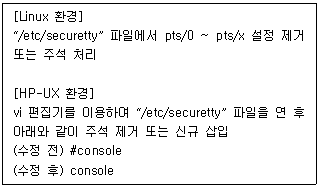 [Linux 환경]
“/etc/securetty” 파일에서 pts/0 ~ pts/x 설정 제거
또는 주석 처리
[HP-UX 환경]
vi 편집기를 이용하여 “/etc/securetty” 파일을 연 후
아래와 같이 주석 제거 또는 신규 삽입
(수정 전) #console
(수정 후) console